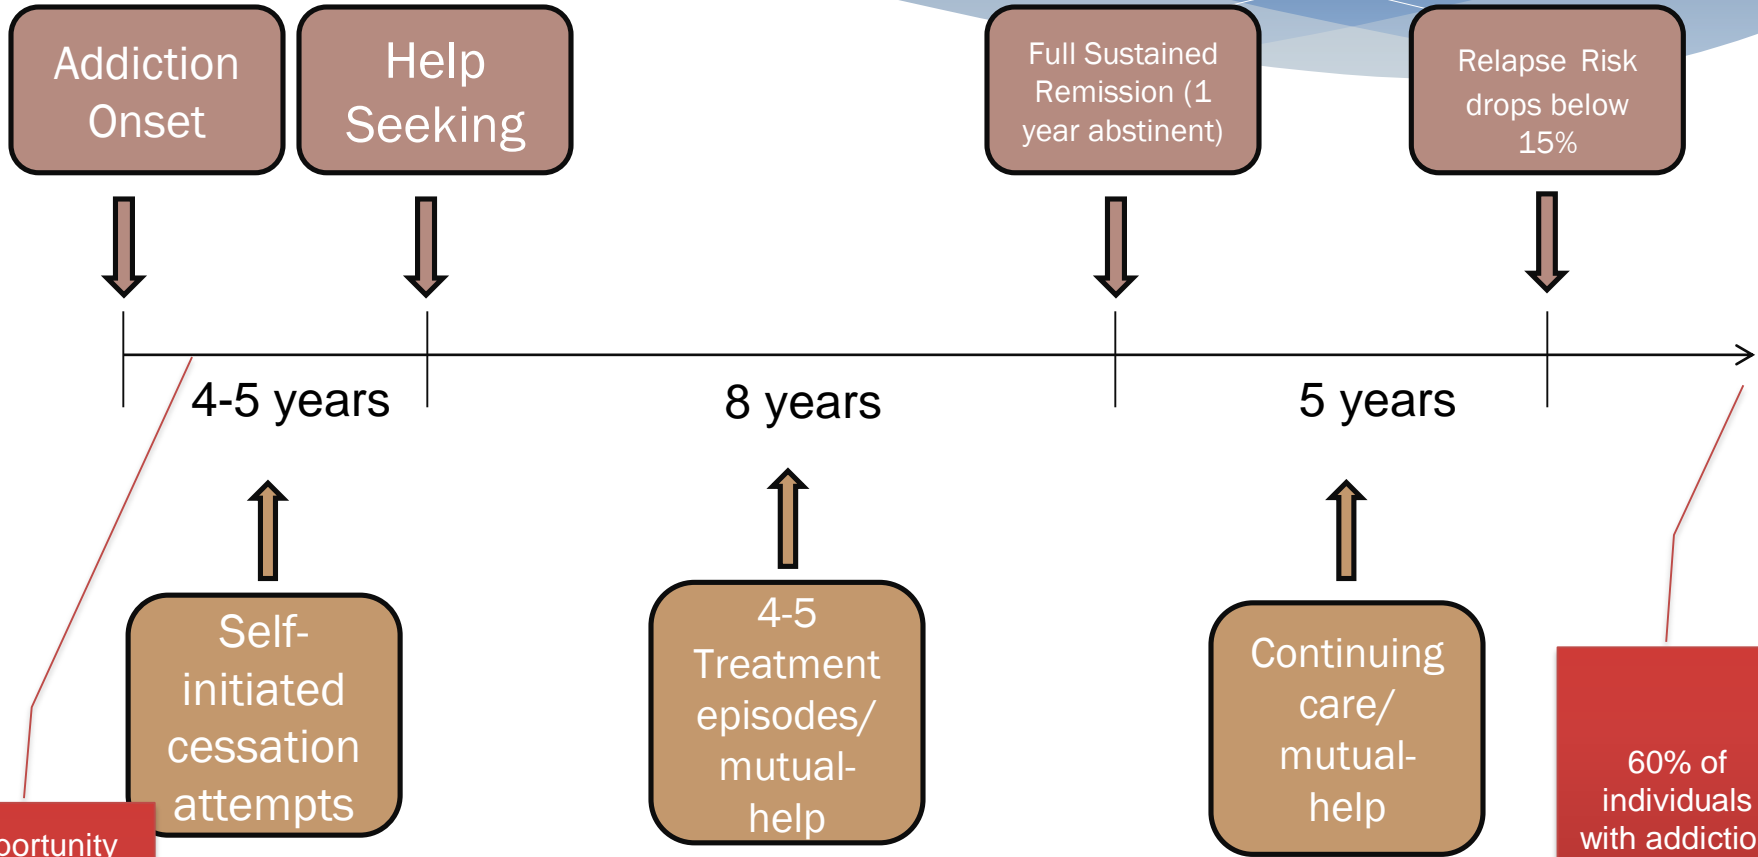 Addiction
Onset
Help
Seeking
Full Sustained
Remission (1
year abstinent)
Relapse Risk
drops below
15%
4-5 years
8 years
5 years
Self-
initiated
cessation
attempts
4-5
Treatment
episodes/
mutual-
help
Continuing
care/
mutual-
help
60% of
individuals
with